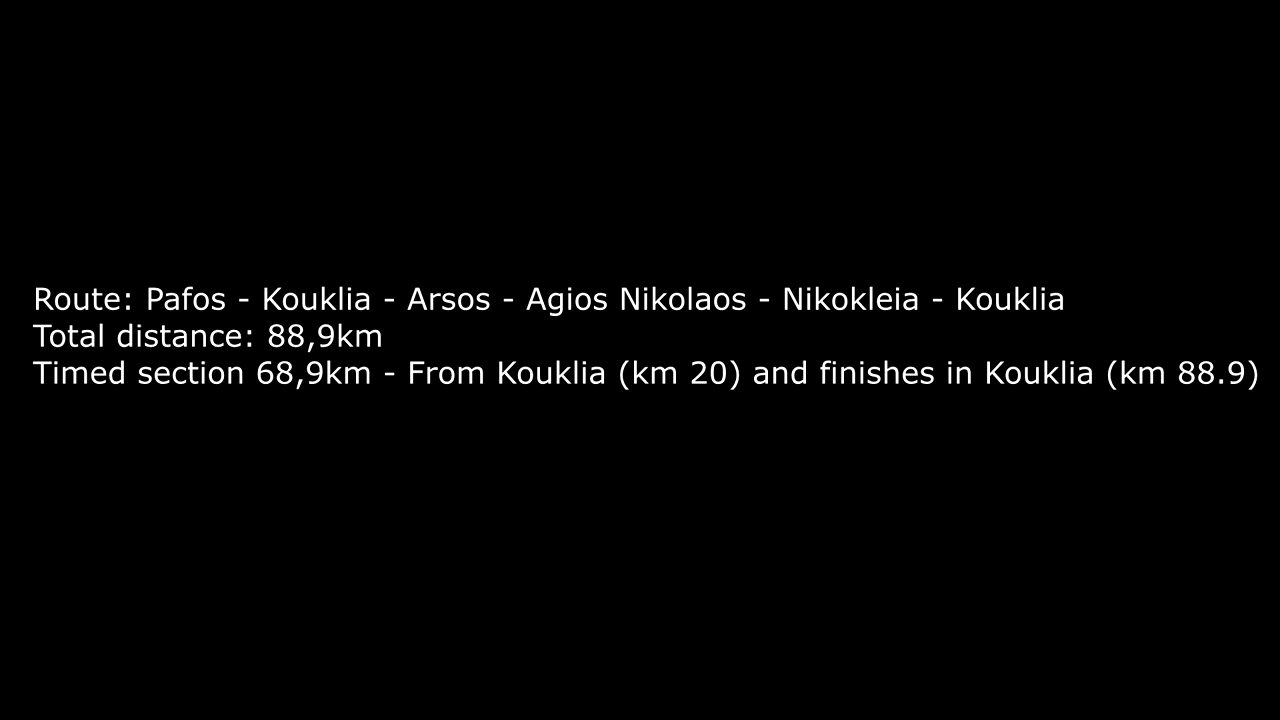 Route: Pafos - Kouklia - Arsos - Agios Nikolaos - Nikokleia - Kouklia
Total distance: 88,9km
Timed section 68,9km - From Kouklia (km 20) and finishes in Kouklia (km 88.9)